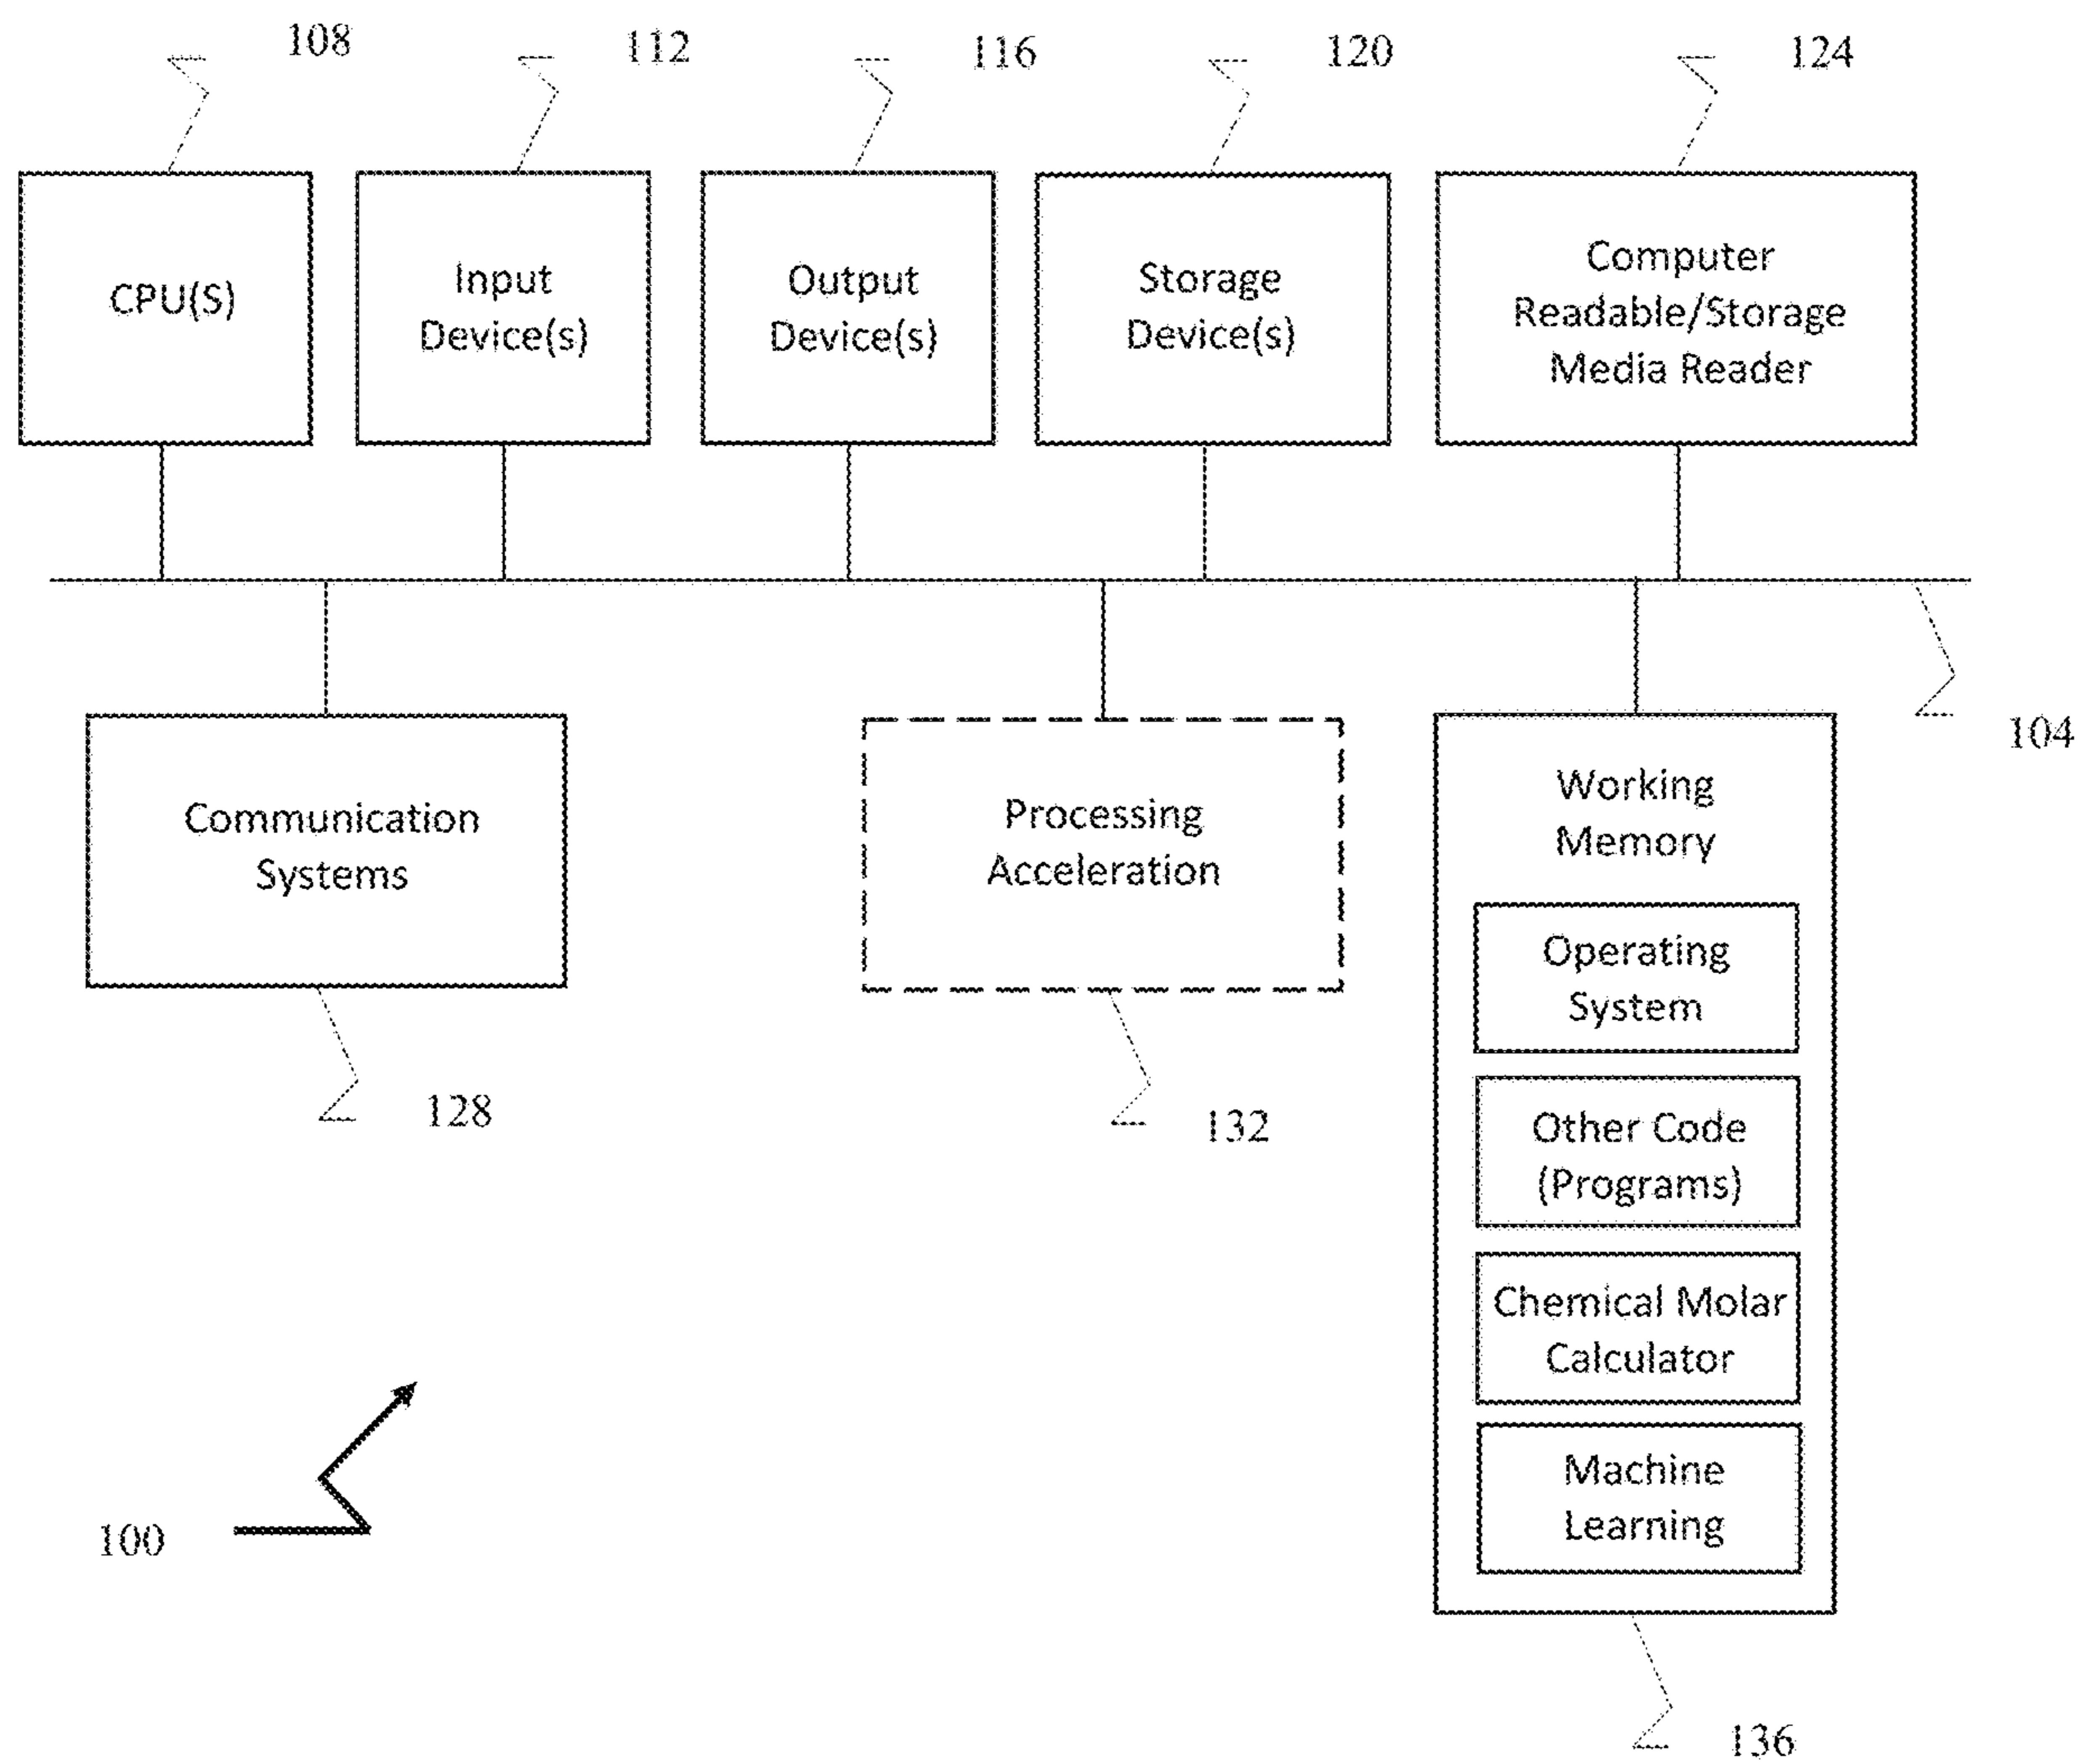 108
112
116
120
124
CPU(S)
Input
Device(s)
Output
Device(s)
Storage
Device(s)
Computer
Readable/Storage
Media Reader
104
Communication
Systems
Processing
Acceleration
Working
Memory
Operating
System
Other Code
(Programs)
Chemical Molar
Calculator
Machine
Learning
128
132
100
136